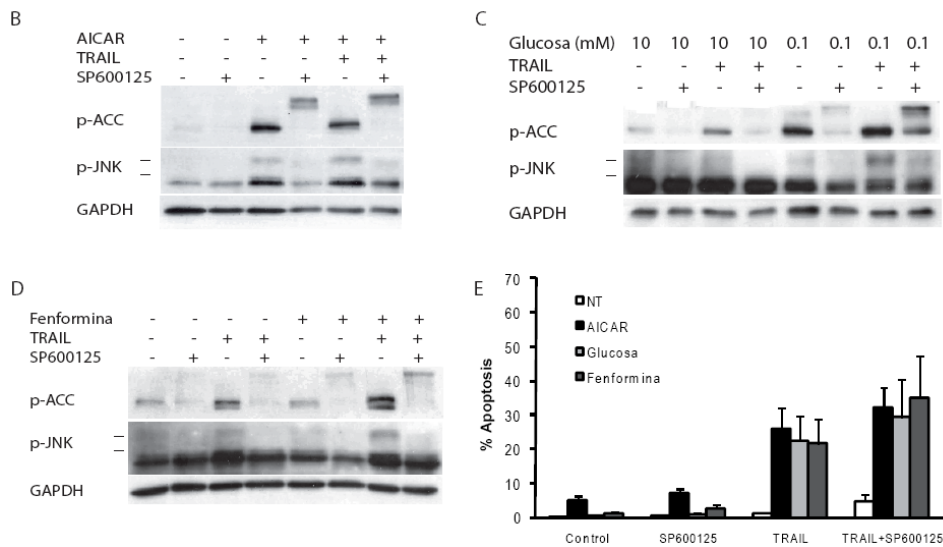 B
AICAR - - + + + +
TRAIL - - - - + +
SP600125 - + - + - +
p-ACC
p-JNK
GAPDH
C
Glucosa (mM) 10 10 10 10 0.1 0.1 0.1 0.1
TRAIL - - + + - - + +
SP600125 - + - + - + - +
p-ACC
p-JNK
GAPDH
D
Fenformina - - - - + + + +
TRAIL - - + + - - + +
SP600125 - + - + - + - +
p-ACC
p-JNK
GAPDH
E
% Apoptosis
70
60
50
40
30
20
10
0
NT
AICAR
Glucosa
Fenformina
Control SP600125 TRAIL TRAIL+SP600125